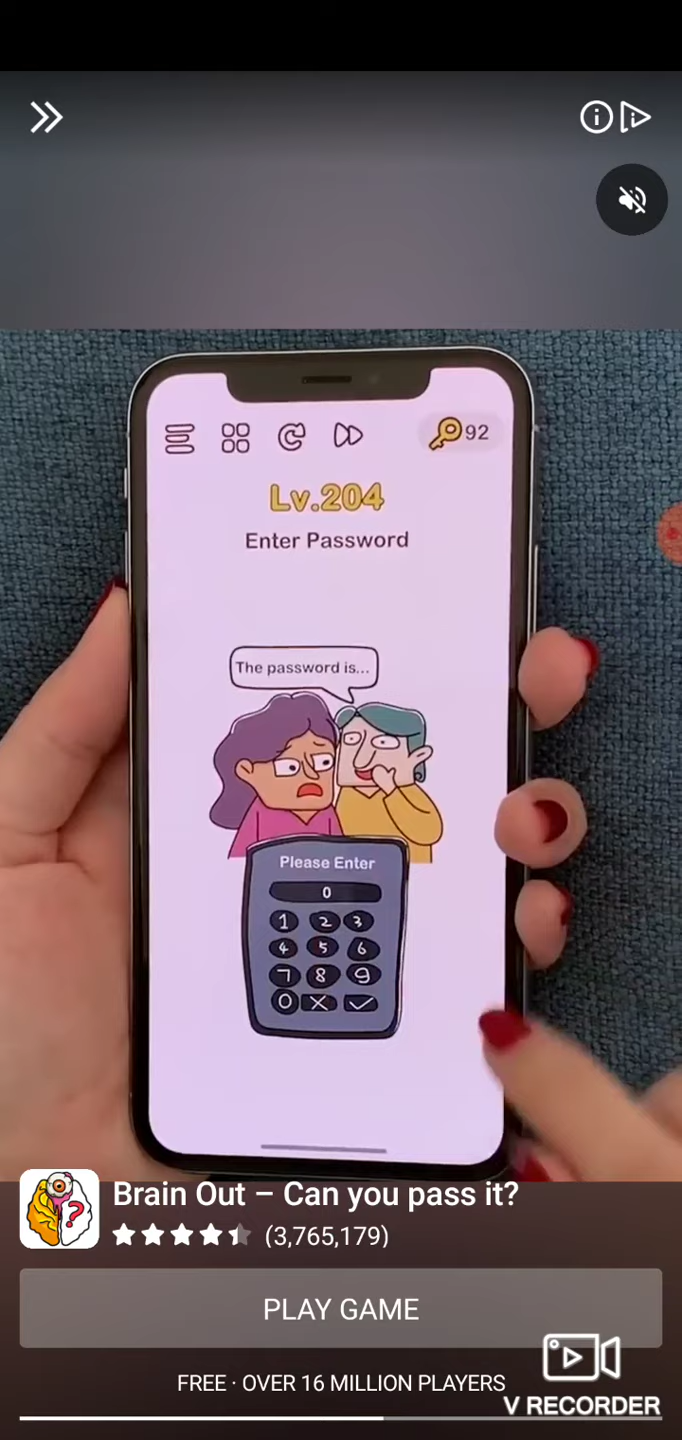 92
Lv.204
Enter Password
The password is...
Please Enter
0
1 2 3
4 5 6
7 8 9
0
Brain Out – Can you pass it?
(3,765,179)
PLAY GAME
FREE · OVER 16 MILLION PLAYERS
V RECORDER